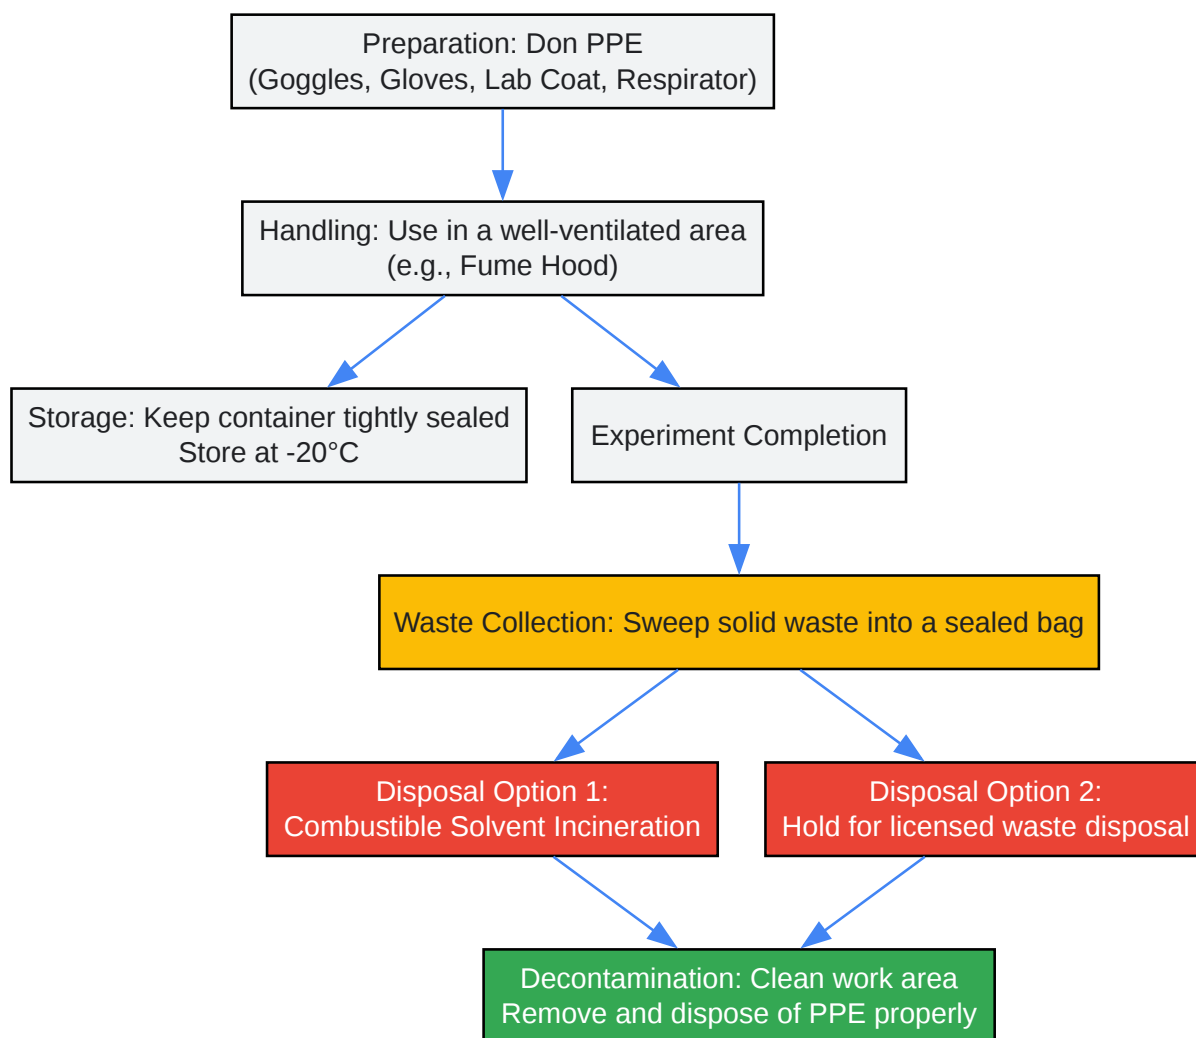 Preparation: Don PPE
(Goggles, Gloves, Lab Coat, Respirator)
Handling: Use in a well-ventilated area
(e.g., Fume Hood)
Storage: Keep container tightly sealed
Store at -20°C
Experiment Completion
Waste Collection: Sweep solid waste into a sealed bag
Disposal Option 1:
Combustible Solvent Incineration
Disposal Option 2:
Hold for licensed waste disposal
Decontamination: Clean work area
Remove and dispose of PPE properly